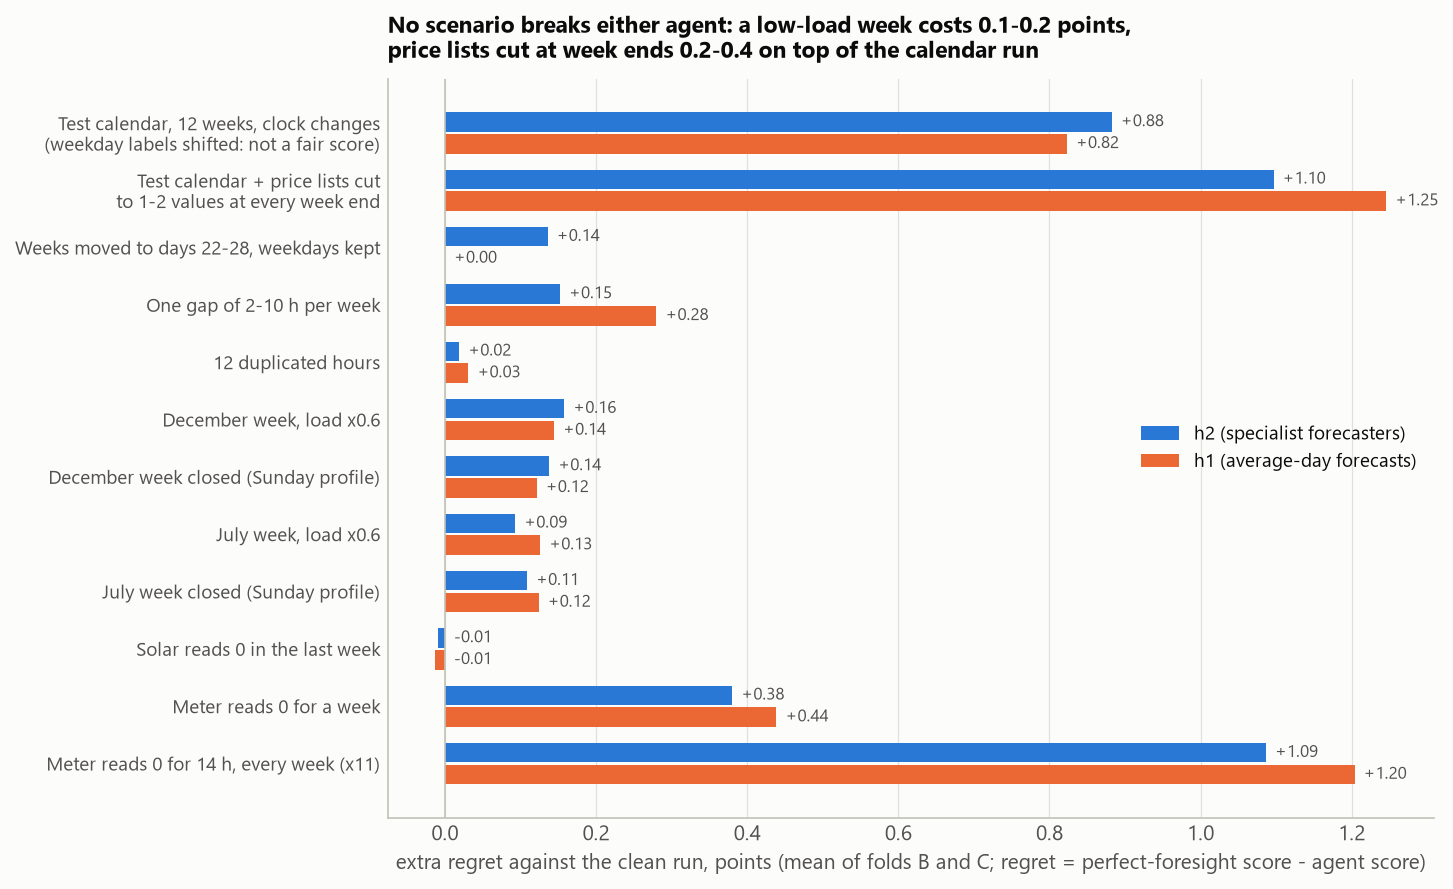 No scenario breaks either agent: a low-load week costs 0.1-0.2 points,
price lists cut at week ends 0.2-0.4 on top of the calendar run
Test calendar, 12 weeks, clock changes
(weekday labels shifted: not a fair score)
+0.88
+0.82
Test calendar + price lists cut
to 1-2 values at every week end
+1.10
+1.25
Weeks moved to days 22-28, weekdays kept
+0.14
+0.00
One gap of 2-10 h per week
+0.15
+0.28
12 duplicated hours
+0.02
+0.03
December week, load x0.6
+0.16
+0.14
December week closed (Sunday profile)
+0.14
+0.12
July week, load x0.6
+0.09
+0.13
July week closed (Sunday profile)
+0.11
+0.12
Solar reads 0 in the last week
-0.01
-0.01
Meter reads 0 for a week
+0.38
+0.44
Meter reads 0 for 14 h, every week (x11)
+1.09
+1.20
h2 (specialist forecasters)
h1 (average-day forecasts)
0.0 0.2 0.4 0.6 0.8 1.0 1.2
extra regret against the clean run, points (mean of folds B and C; regret = perfect-foresight score - agent score)